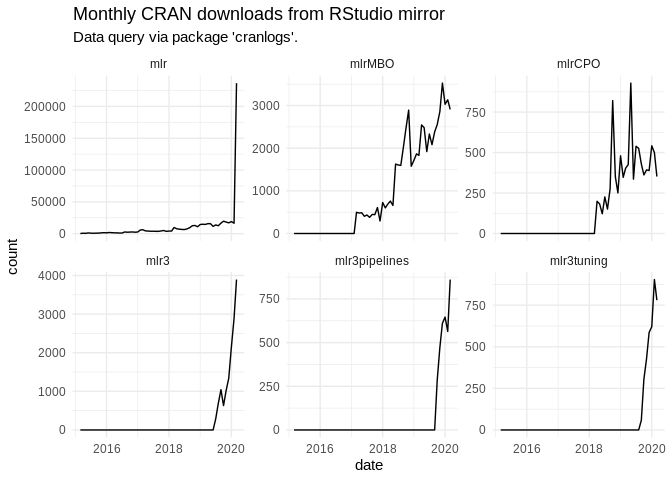 Monthly CRAN downloads from RStudio mirror
Data query via package 'cranlogs'.
mlr
mlrMBO
mlrCPO
200000
150000
100000
50000
0
3000
2000
1000
0
750
500
250
0
mlr3
mlr3pipelines
mlr3tuning
4000
3000
2000
1000
0
750
500
250
0
750
500
250
0
2016 2018 2020
2016 2018 2020
2016 2018 2020
date
count